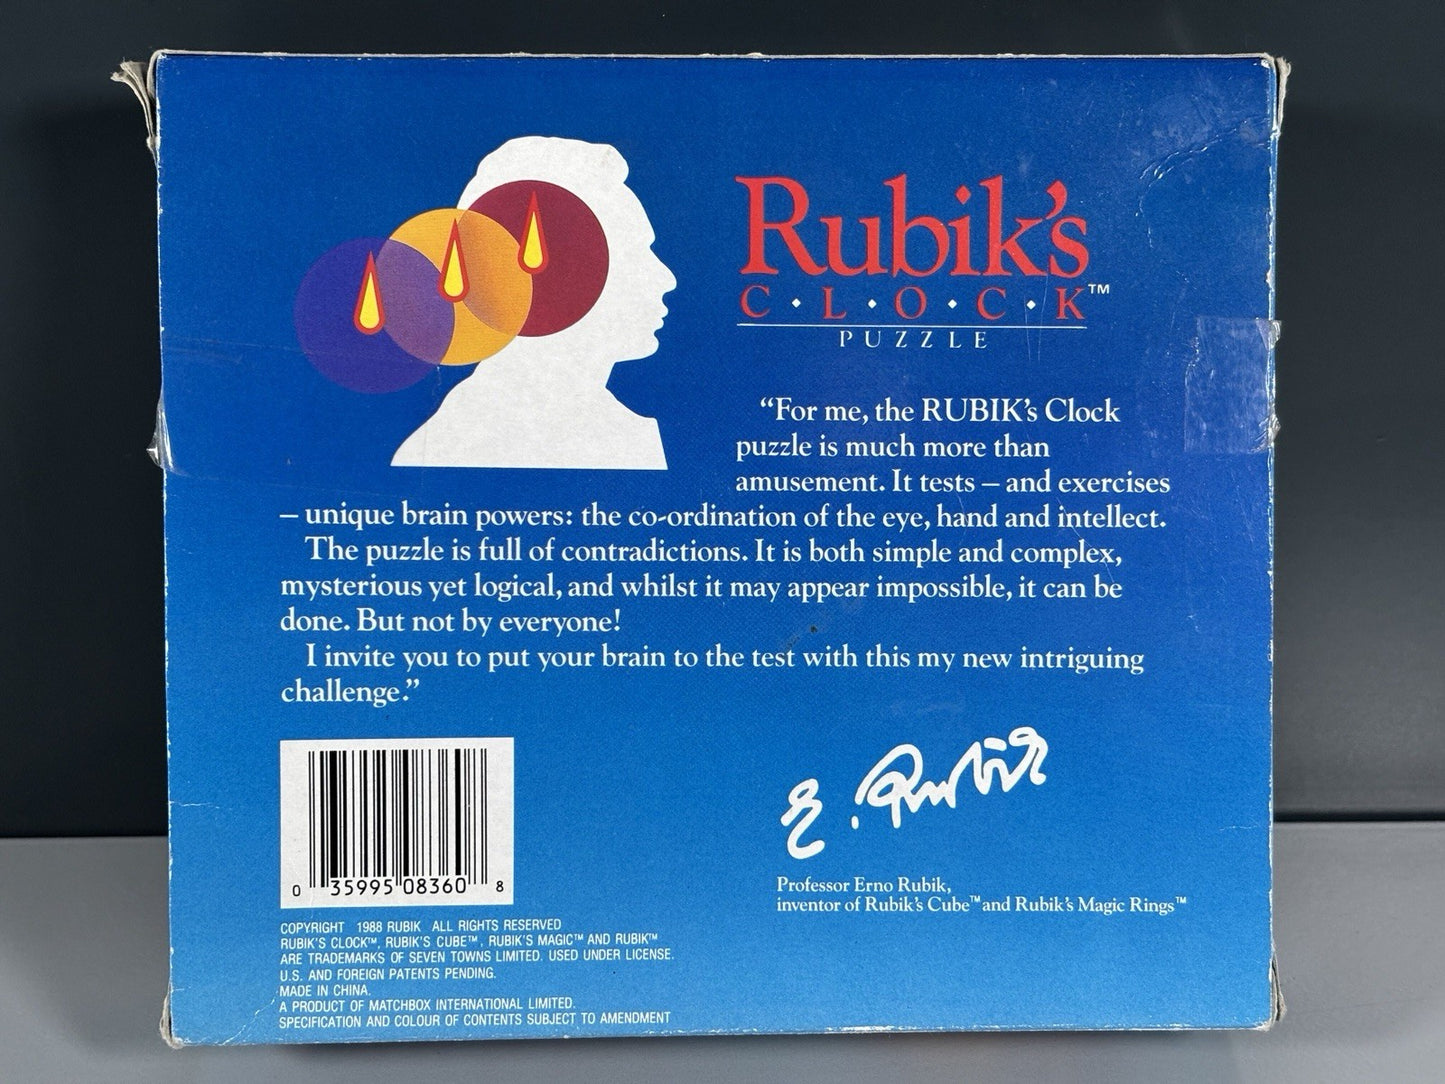 Rubik's
C·L·O·C·K™
PUZZLE
“For me, the RUBIK's Clock
puzzle is much more than
amusement. It tests – and exercises
– unique brain powers: the co-ordination of the eye, hand and intellect.
The puzzle is full of contradictions. It is both simple and complex,
mysterious yet logical, and whilst it may appear impossible, it can be
done. But not by everyone!
I invite you to put your brain to the test with this my new intriguing
challenge.”
E. Rubik
Professor Erno Rubik,
inventor of Rubik's Cube™ and Rubik's Magic Rings™
0 35995 08360 8
COPYRIGHT 1988 RUBIK ALL RIGHTS RESERVED
RUBIK'S CLOCK™, RUBIK'S CUBE™, RUBIK'S MAGIC™ AND RUBIK™
ARE TRADEMARKS OF SEVEN TOWNS LIMITED. USED UNDER LICENSE.
U.S. AND FOREIGN PATENTS PENDING.
MADE IN CHINA.
A PRODUCT OF MATCHBOX INTERNATIONAL LIMITED.
SPECIFICATION AND COLOUR OF CONTENTS SUBJECT TO AMENDMENT